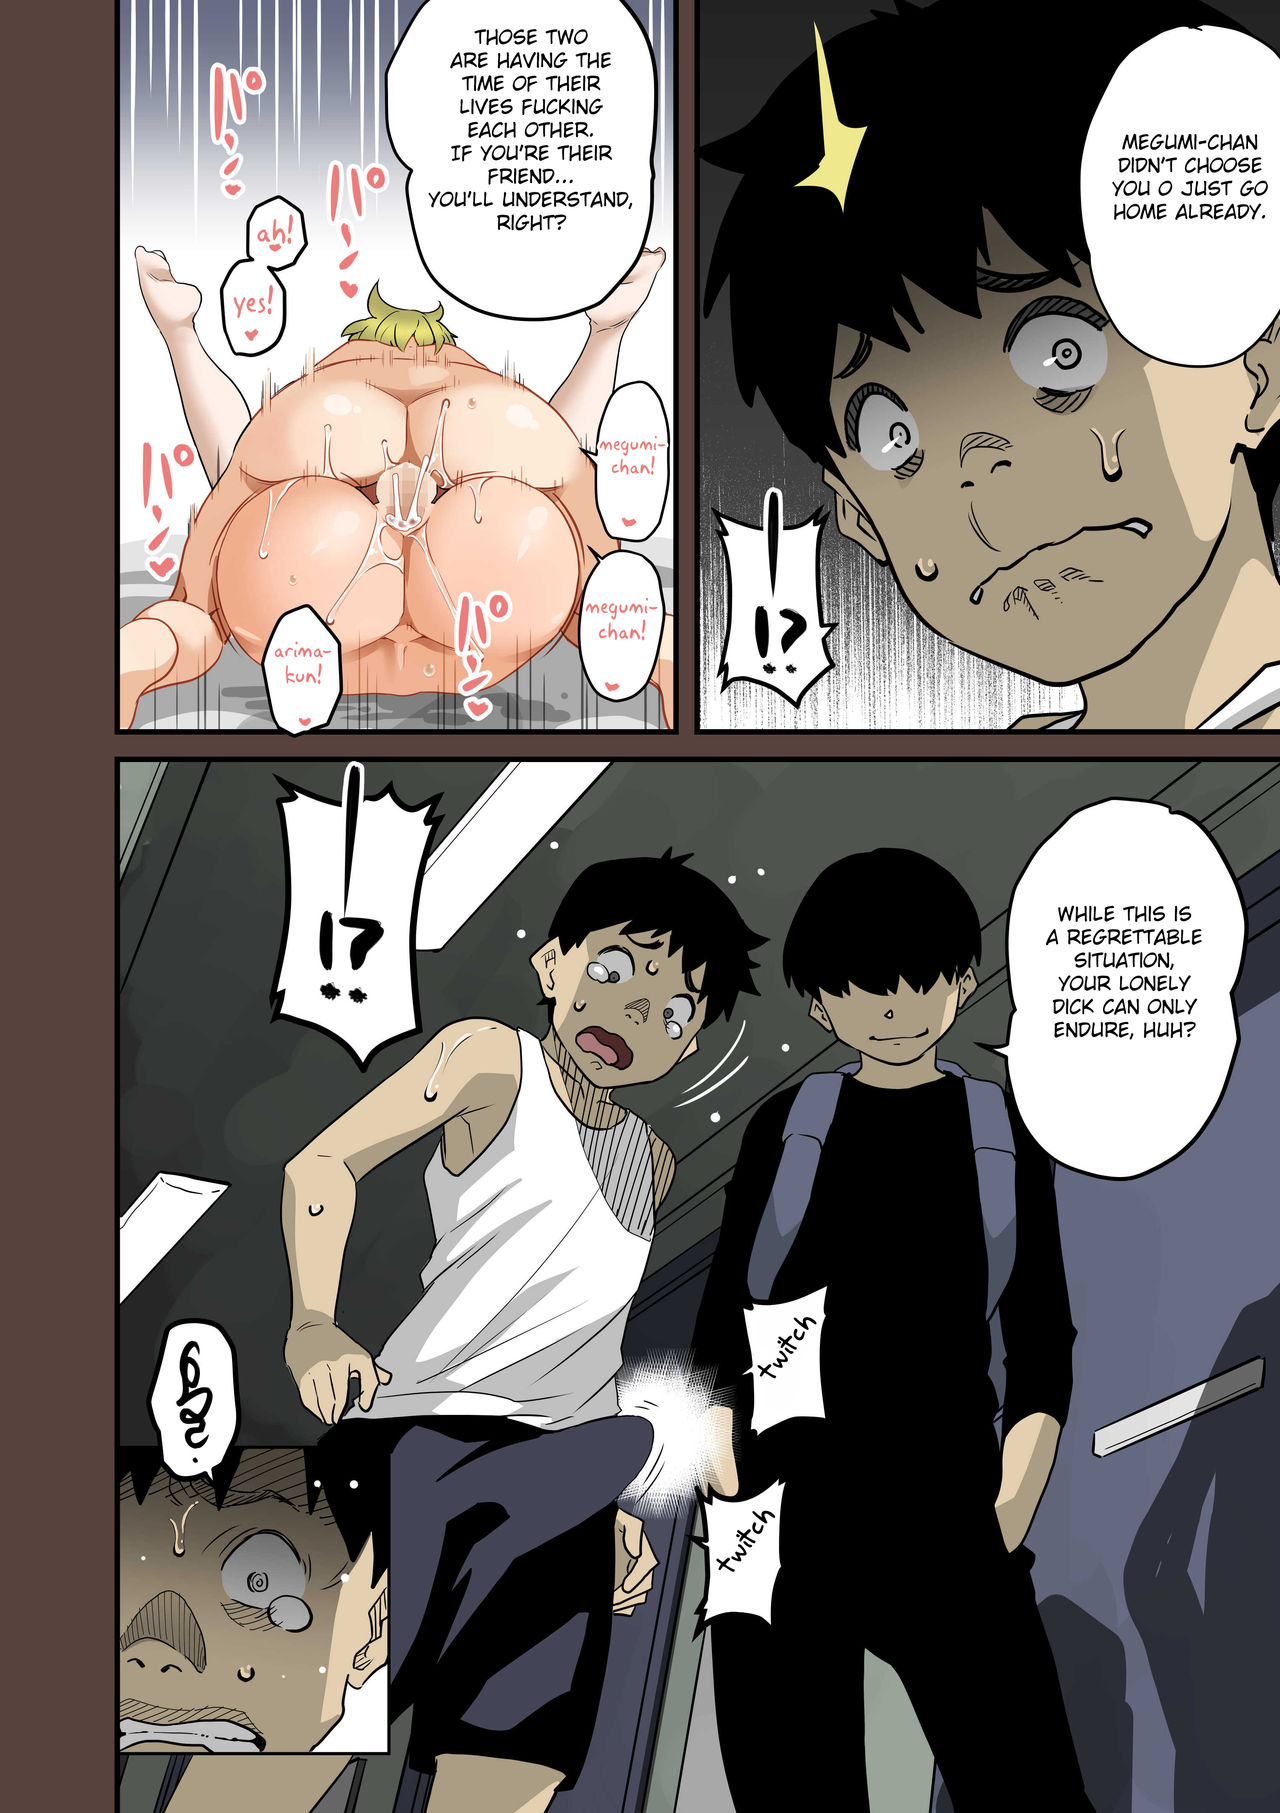 MEGUMI-CHAN
DIDN'T CHOOSE
YOU O JUST GO
HOME ALREADY.
!?
THOSE TWO
ARE HAVING THE
TIME OF THEIR
LIVES FUCKING
EACH OTHER.
IF YOU'RE THEIR
FRIEND...
YOU'LL UNDERSTAND,
RIGHT?
パン
パン
ah!
yes!
megumi-
chan!
パン
megumi-
chan!
パン
arima-
kun!
WHILE THIS IS
A REGRETTABLE
SITUATION,
YOUR LONELY
DICK CAN ONLY
ENDURE, HUH?
!?
twitch
twitch